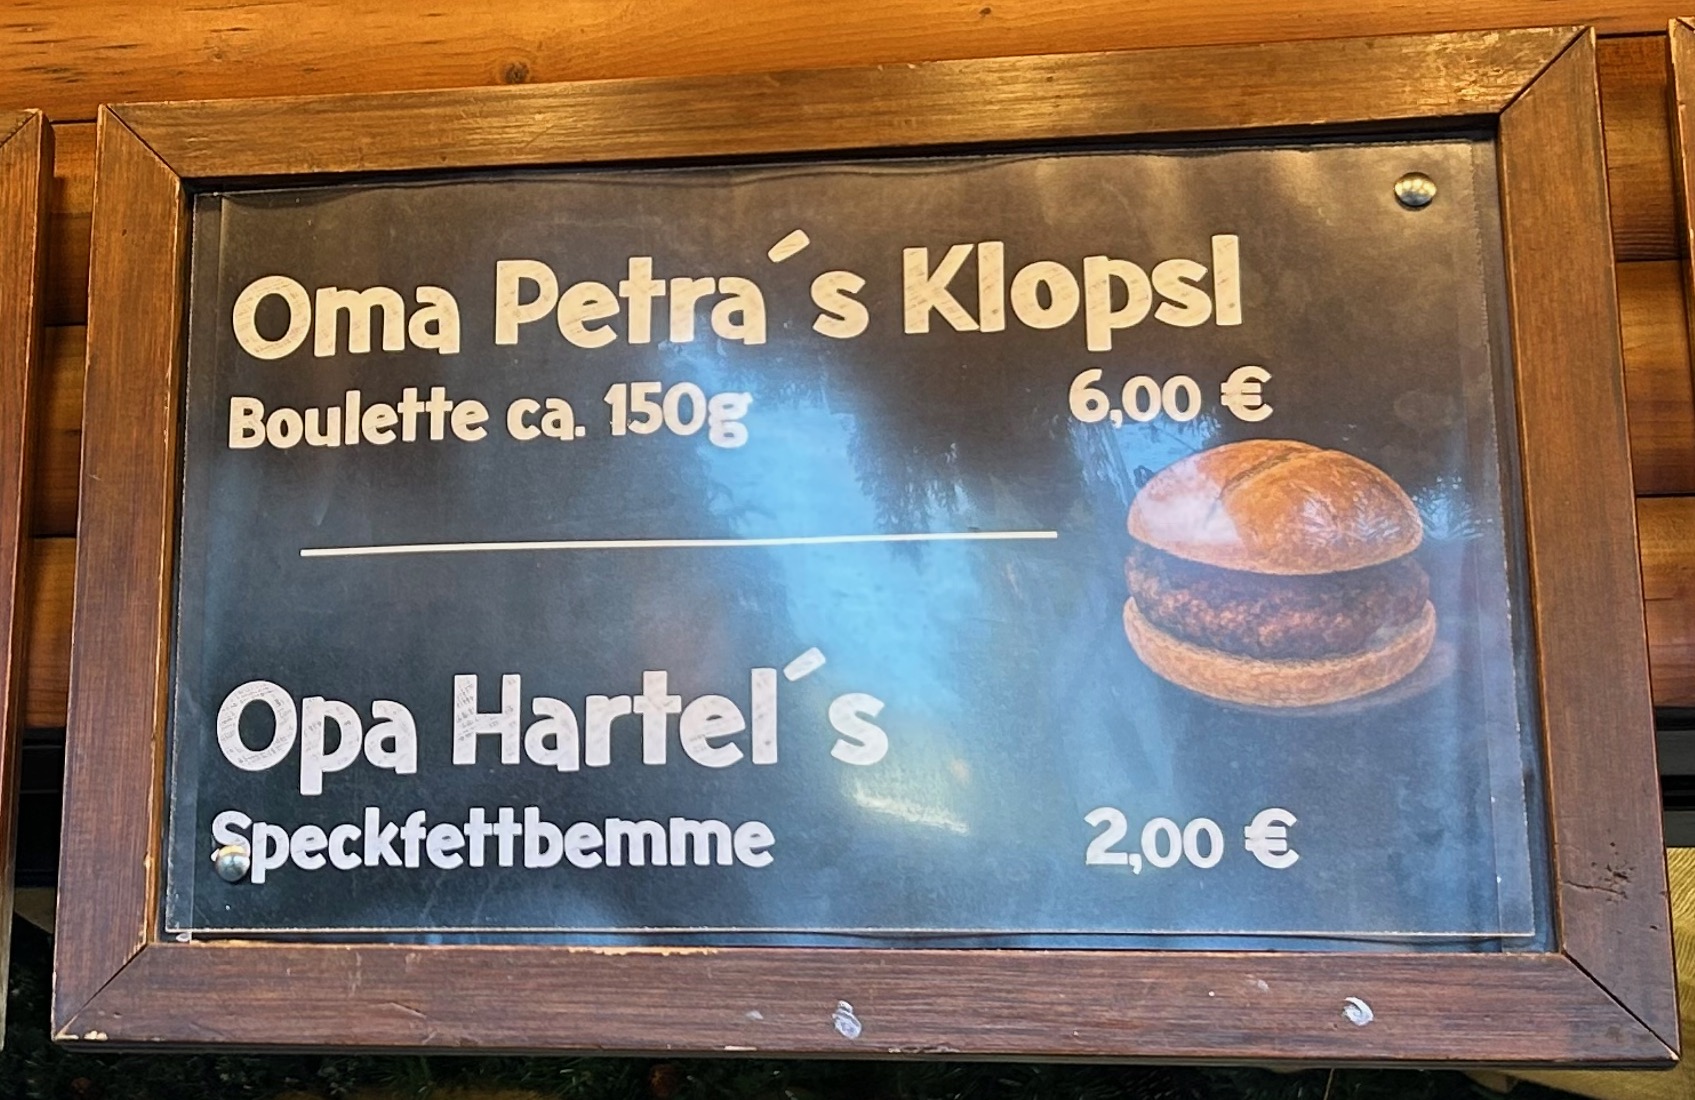 Oma Petra´s Klopsl
Boulette ca. 150g 6,00 €
Opa Hartel´s
Speckfettbemme 2,00 €